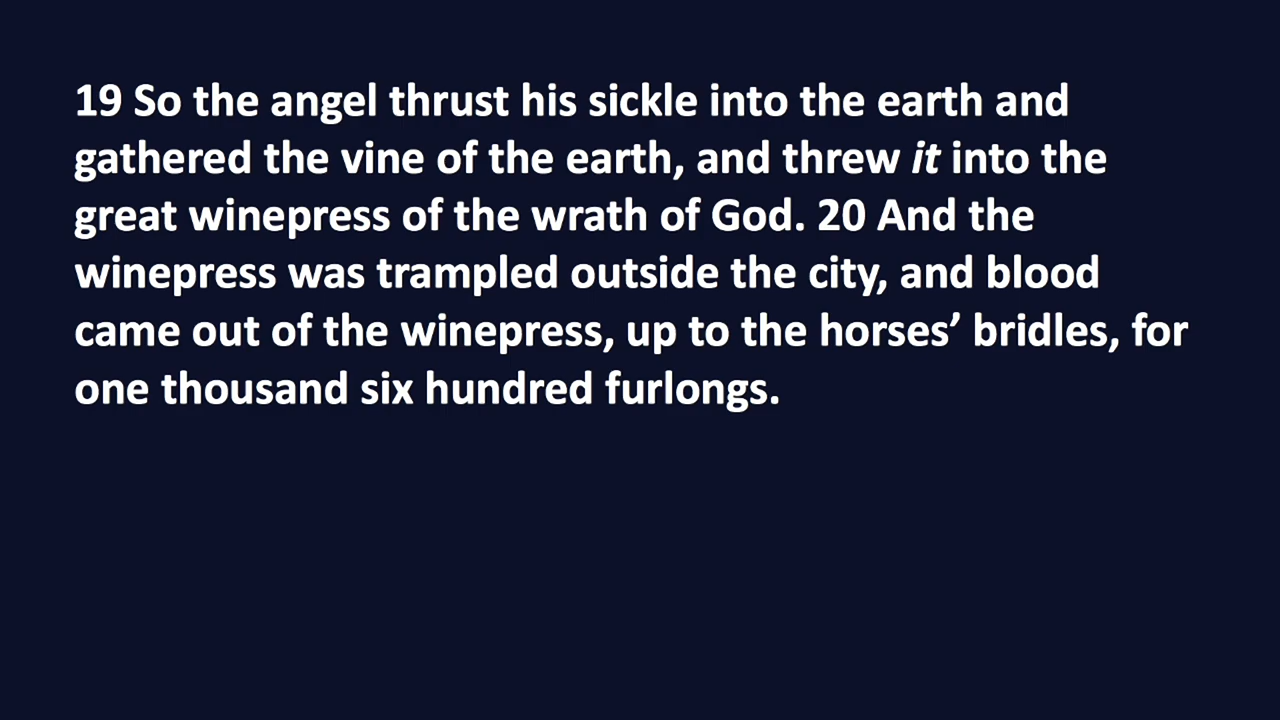 19 So the angel thrust his sickle into the earth and
gathered the vine of the earth, and threw it into the
great winepress of the wrath of God. 20 And the
winepress was trampled outside the city, and blood
came out of the winepress, up to the horses’ bridles, for
one thousand six hundred furlongs.